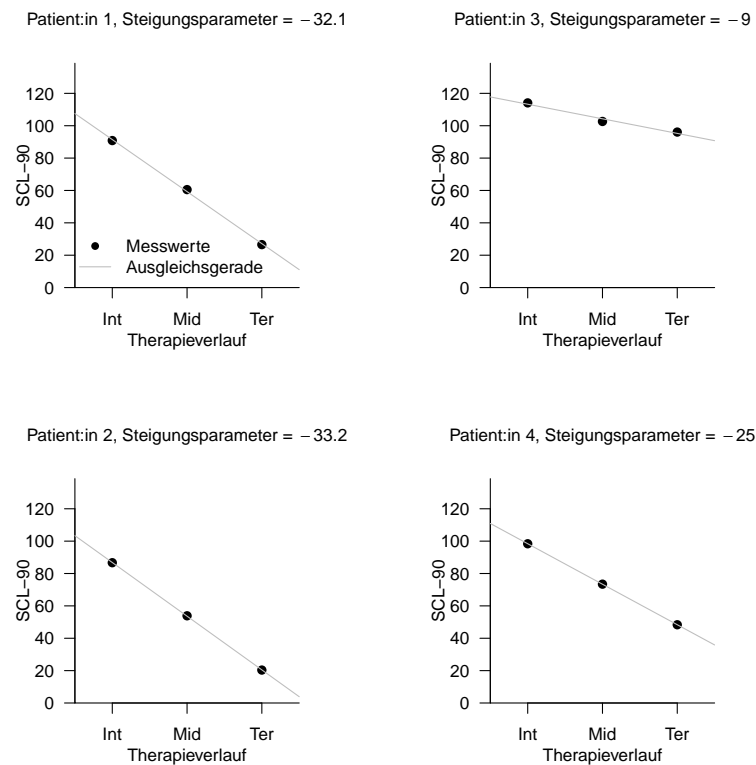 Patient:in 1, Steigungsparameter = −32.1
120
100
80
60
40
20
0
SCL−90
Messwerte
Ausgleichsgerade
Int Mid Ter
Therapieverlauf
Patient:in 3, Steigungsparameter = −9
120
100
80
60
40
20
0
SCL−90
Int Mid Ter
Therapieverlauf
Patient:in 2, Steigungsparameter = −33.2
120
100
80
60
40
20
0
SCL−90
Int Mid Ter
Therapieverlauf
Patient:in 4, Steigungsparameter = −25
120
100
80
60
40
20
0
SCL−90
Int Mid Ter
Therapieverlauf